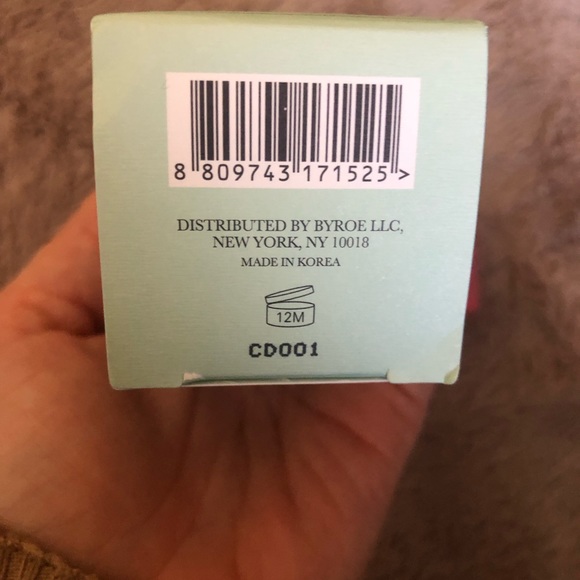 8 809743 171525 >
DISTRIBUTED BY BYROE LLC,
NEW YORK, NY 10018
MADE IN KOREA
12M
CD001